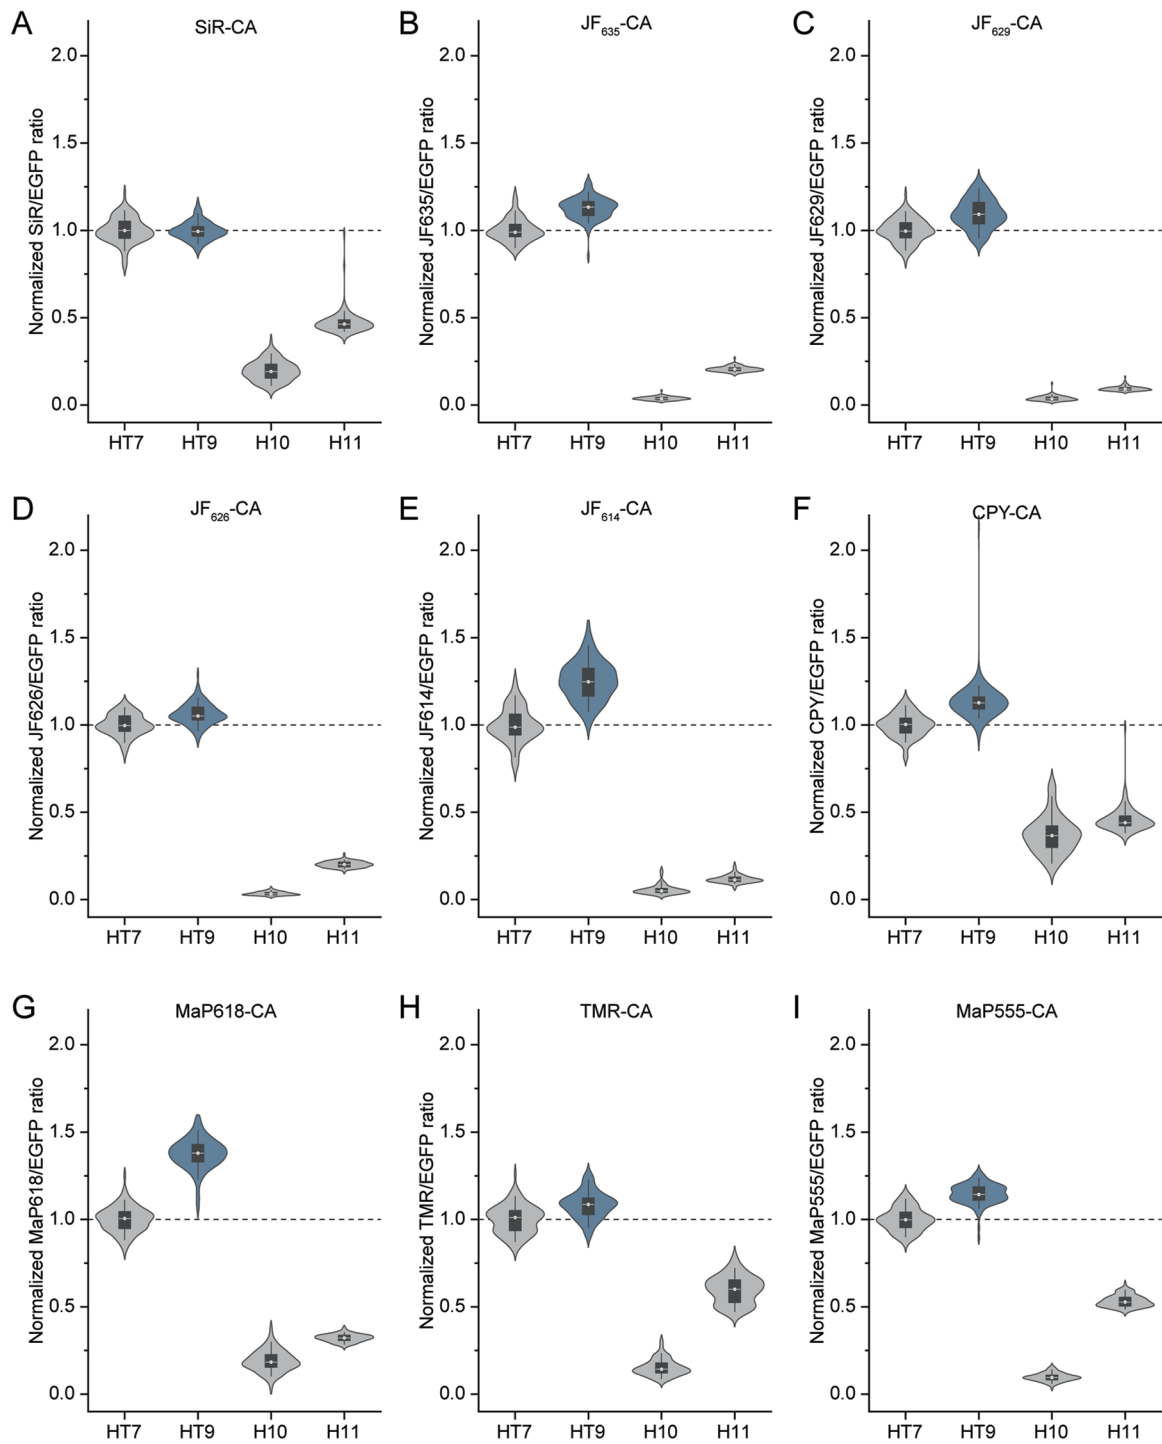 A
SiR-CA
Normalized SiR/EGFP ratio
2.0
1.5
1.0
0.5
0.0
HT7 HT9 H10 H11
B
JF635-CA
Normalized JF635/EGFP ratio
2.0
1.5
1.0
0.5
0.0
HT7 HT9 H10 H11
C
JF629-CA
Normalized JF629/EGFP ratio
2.0
1.5
1.0
0.5
0.0
HT7 HT9 H10 H11
D
JF626-CA
Normalized JF626/EGFP ratio
2.0
1.5
1.0
0.5
0.0
HT7 HT9 H10 H11
E
JF614-CA
Normalized JF614/EGFP ratio
2.0
1.5
1.0
0.5
0.0
HT7 HT9 H10 H11
F
CPY-CA
Normalized CPY/EGFP ratio
2.0
1.5
1.0
0.5
0.0
HT7 HT9 H10 H11
G
MaP618-CA
Normalized MaP618/EGFP ratio
2.0
1.5
1.0
0.5
0.0
HT7 HT9 H10 H11
H
TMR-CA
Normalized TMR/EGFP ratio
2.0
1.5
1.0
0.5
0.0
HT7 HT9 H10 H11
I
MaP555-CA
Normalized MaP555/EGFP ratio
2.0
1.5
1.0
0.5
0.0
HT7 HT9 H10 H11